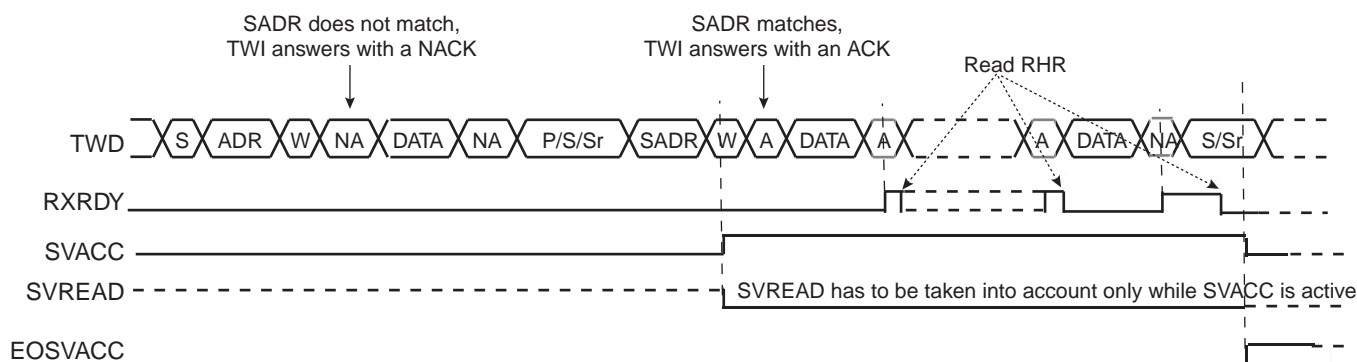 SADR does not match,
TWI answers with a NACK
SADR matches,
TWI answers with an ACK
Read RHR
TWD S ADR W NA DATA NA P/S/Sr SADR W A DATA A A DATA NA S/Sr
RXRDY
SVACC
SVREAD SVREAD has to be taken into account only while SVACC is active
EOSVACC